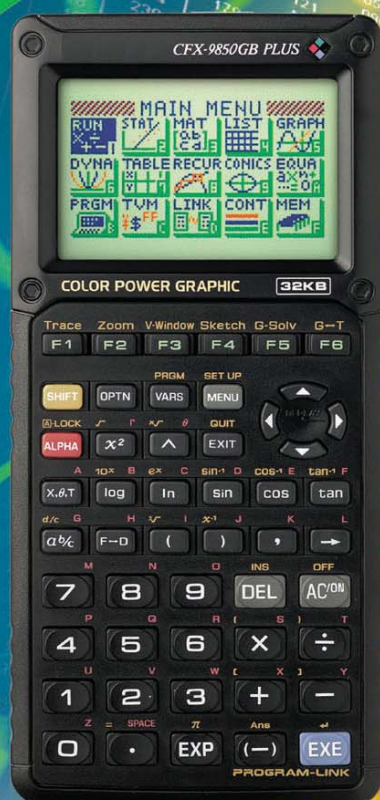 CFX-9850GB PLUS
MAIN MENU
RUN STAT MAT LIST GRAPH
DYNA TABLE RECUR CONICS EQUA
PRGM TVM LINK CONT MEM
COLOR POWER GRAPHIC 32KB
Trace Zoom V-Window Sketch G-Solv G↔T
F1 F2 F3 F4 F5 F6
PRGM SET UP
SHIFT OPTN VARS MENU
A-LOCK √ r ˣ√ θ QUIT
ALPHA x² ^ EXIT
A 10ˣ B eˣ C sin⁻¹ D cos⁻¹ E tan⁻¹ F
X,θ,T log ln sin cos tan
d/c G H ³√ I x⁻¹ J K L
a b/c F↔D ( ) , →
M N O INS OFF
7 8 9 DEL AC/ON
P Q R { S } T
4 5 6 × ÷
U V W [ X ] Y
1 2 3 + −
Z = SPACE π Ans ↵
0 . EXP (−) EXE
PROGRAM-LINK